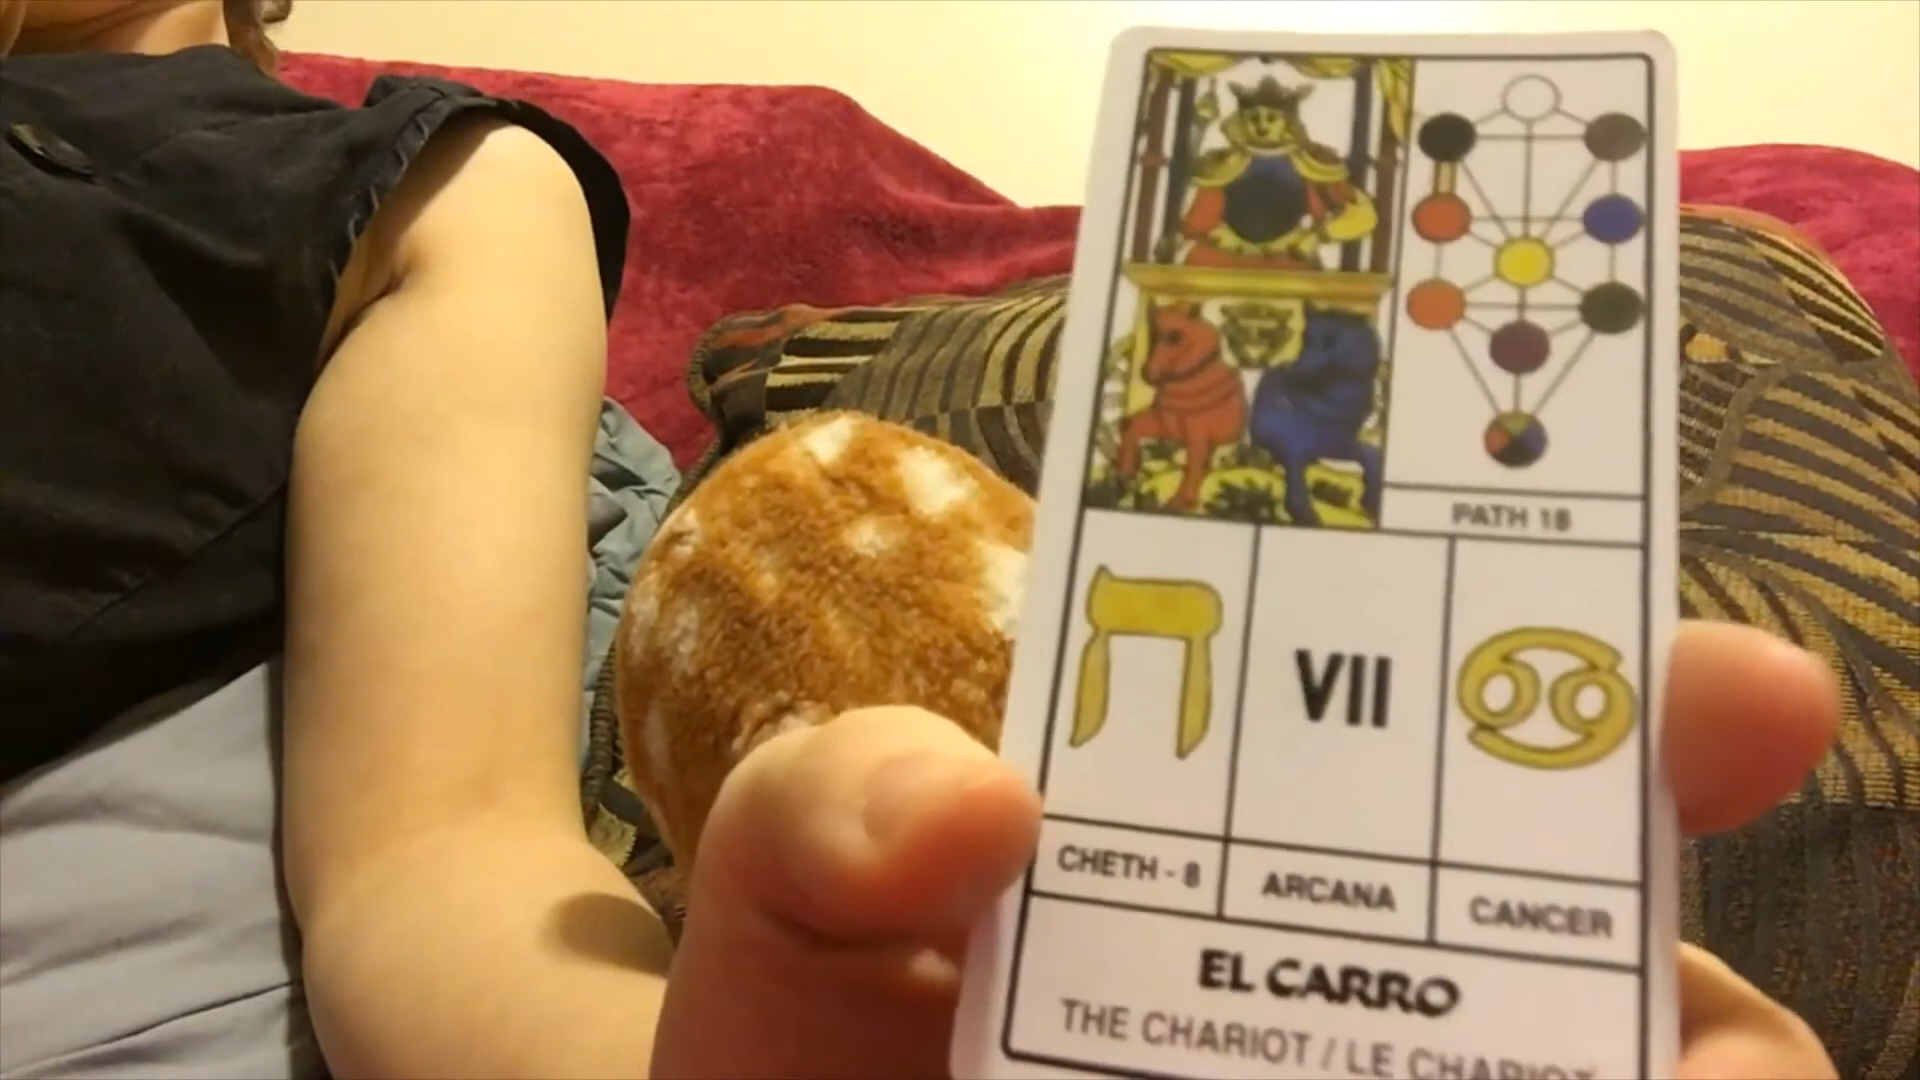 PATH 18
ח
VII
CHETH - 8
ARCANA
CANCER
EL CARRO
THE CHARIOT / LE CHARIOT